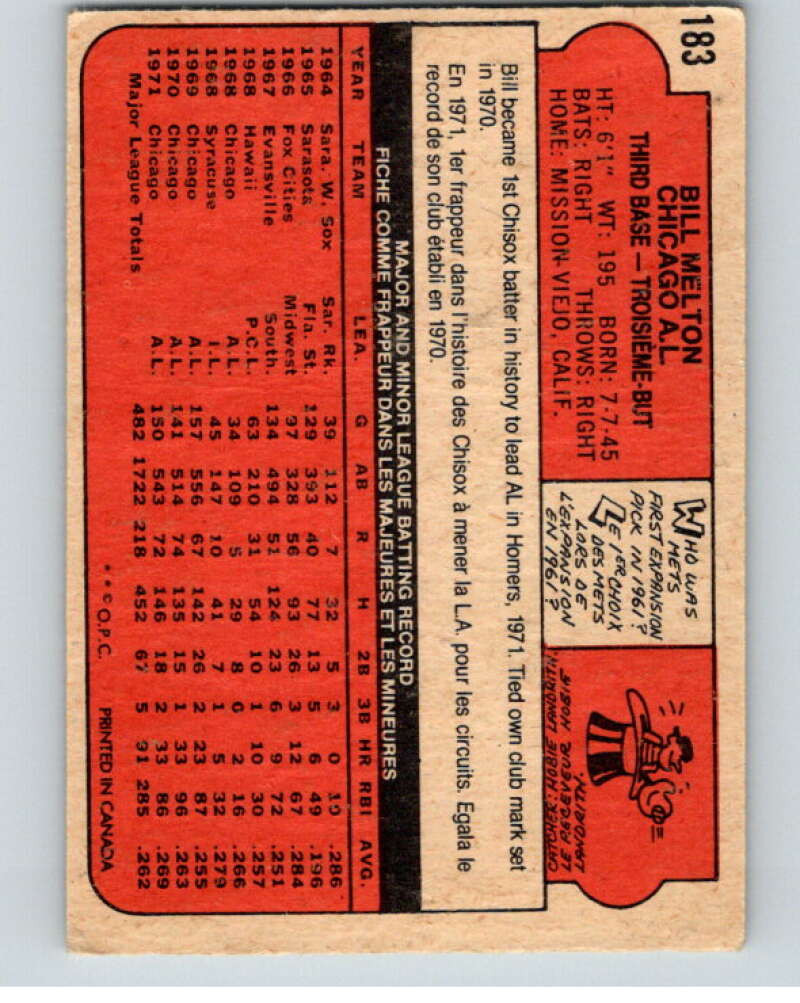 183
BILL MELTON
CHICAGO A.L.
THIRD BASE — TROISIÈME-BUT
HT: 6'1" WT: 195 BORN: 7-7-45
BATS: RIGHT THROWS: RIGHT
HOME: MISSION VIEJO, CALIF.
WHO WAS
METS
FIRST EXPANSION
PICK IN 1961?
LE 1ER CHOIX
DES METS
LORS DE
L'EXPANSION
EN 1961?
CATCHER: HOBIE LANDRITH.
LE RECEVEUR HOBIE
LANDRITH.
Bill became 1st Chisox batter in history to lead AL in Homers, 1971. Tied own club mark set
in 1970.
En 1971, 1er frappeur dans l'histoire des Chisox à mener la L.A. pour les circuits. Egala le
record de son club établi en 1970.
MAJOR AND MINOR LEAGUE BATTING RECORD
FICHE COMME FRAPPEUR DANS LES MAJEURES ET LES MINEURES
YEAR TEAM LEA. G AB R H 2B 3B HR RBI AVG.
1964 Sara. W. Sox Sar. Rk. 39 112 7 32 5 3 0 19 .286
1965 Sarasota Fla. St. 129 393 40 77 13 5 6 49 .196
1966 Fox Cities Midwest 97 328 56 93 26 3 12 67 .284
1967 Evansville South. 134 494 51 124 23 6 9 72 .251
1968 Hawaii P.C.L. 63 210 31 54 10 1 10 30 .257
1968 Chicago A.L. 34 109 5 29 8 0 2 16 .266
1968 Syracuse I.L. 45 147 10 41 7 1 5 32 .279
1969 Chicago A.L. 157 556 67 142 26 2 23 87 .255
1970 Chicago A.L. 141 514 74 135 15 1 33 96 .263
1971 Chicago A.L. 150 543 72 146 18 2 33 86 .269
Major League Totals 482 1722 218 452 67 5 91 285 .262
* * © O.P.C. PRINTED IN CANADA